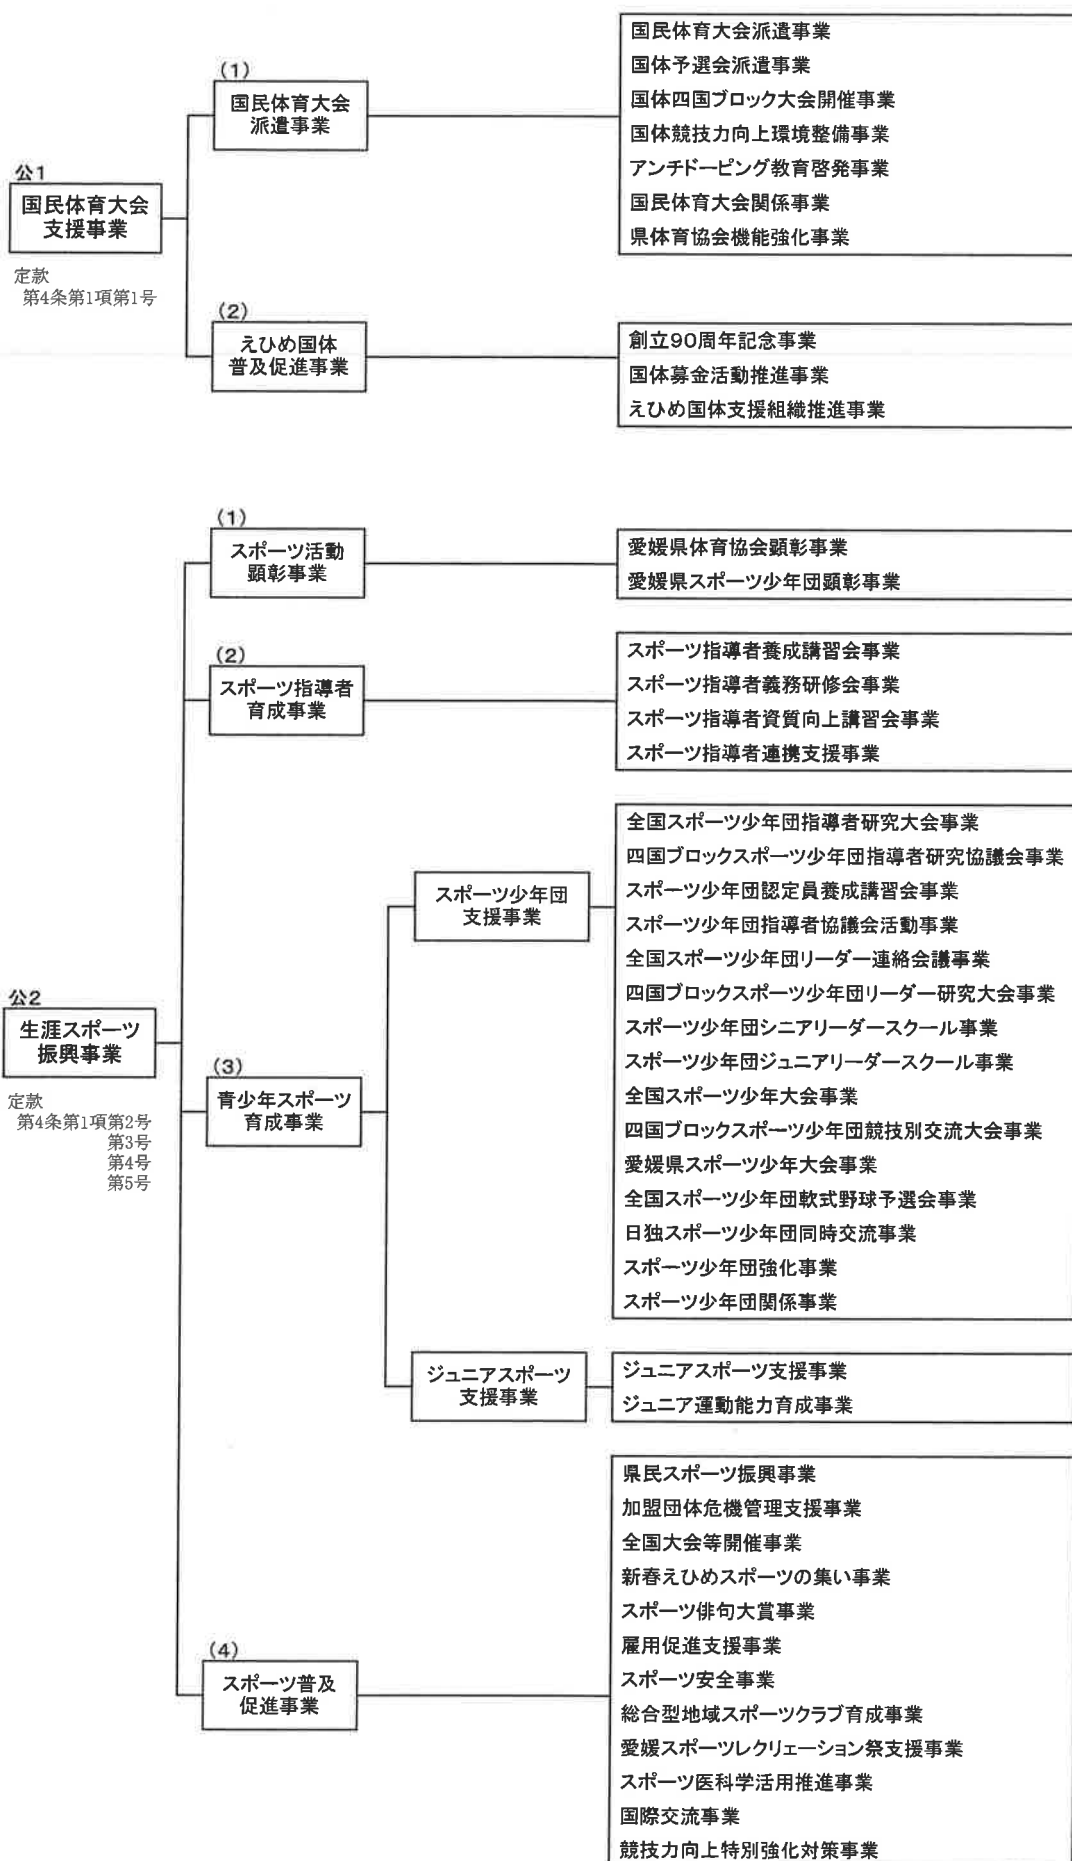 公1
国民体育大会
支援事業
定款
第4条第1項第1号
(1)
国民体育大会
派遣事業
国民体育大会派遣事業
国体予選会派遣事業
国体四国ブロック大会開催事業
国体競技力向上環境整備事業
アンチドーピング教育啓発事業
国民体育大会関係事業
県体育協会機能強化事業
(2)
えひめ国体
普及促進事業
創立90周年記念事業
国体募金活動推進事業
えひめ国体支援組織推進事業
公2
生涯スポーツ
振興事業
定款
第4条第1項第2号
第3号
第4号
第5号
(1)
スポーツ活動
顕彰事業
愛媛県体育協会顕彰事業
愛媛県スポーツ少年団顕彰事業
(2)
スポーツ指導者
育成事業
スポーツ指導者養成講習会事業
スポーツ指導者義務研修会事業
スポーツ指導者資質向上講習会事業
スポーツ指導者連携支援事業
(3)
青少年スポーツ
育成事業
スポーツ少年団
支援事業
全国スポーツ少年団指導者研究大会事業
四国ブロックスポーツ少年団指導者研究協議会事業
スポーツ少年団認定員養成講習会事業
スポーツ少年団指導者協議会活動事業
全国スポーツ少年団リーダー連絡会議事業
四国ブロックスポーツ少年団リーダー研究大会事業
スポーツ少年団シニアリーダースクール事業
スポーツ少年団ジュニアリーダースクール事業
全国スポーツ少年大会事業
四国ブロックスポーツ少年団競技別交流大会事業
愛媛県スポーツ少年大会事業
全国スポーツ少年団軟式野球予選会事業
日独スポーツ少年団同時交流事業
スポーツ少年団強化事業
スポーツ少年団関係事業
ジュニアスポーツ
支援事業
ジュニアスポーツ支援事業
ジュニア運動能力育成事業
(4)
スポーツ普及
促進事業
県民スポーツ振興事業
加盟団体危機管理支援事業
全国大会等開催事業
新春えひめスポーツの集い事業
スポーツ俳句大賞事業
雇用促進支援事業
スポーツ安全事業
総合型地域スポーツクラブ育成事業
愛媛スポーツレクリェーション祭支援事業
スポーツ医科学活用推進事業
国際交流事業
競技力向上特別強化対策事業